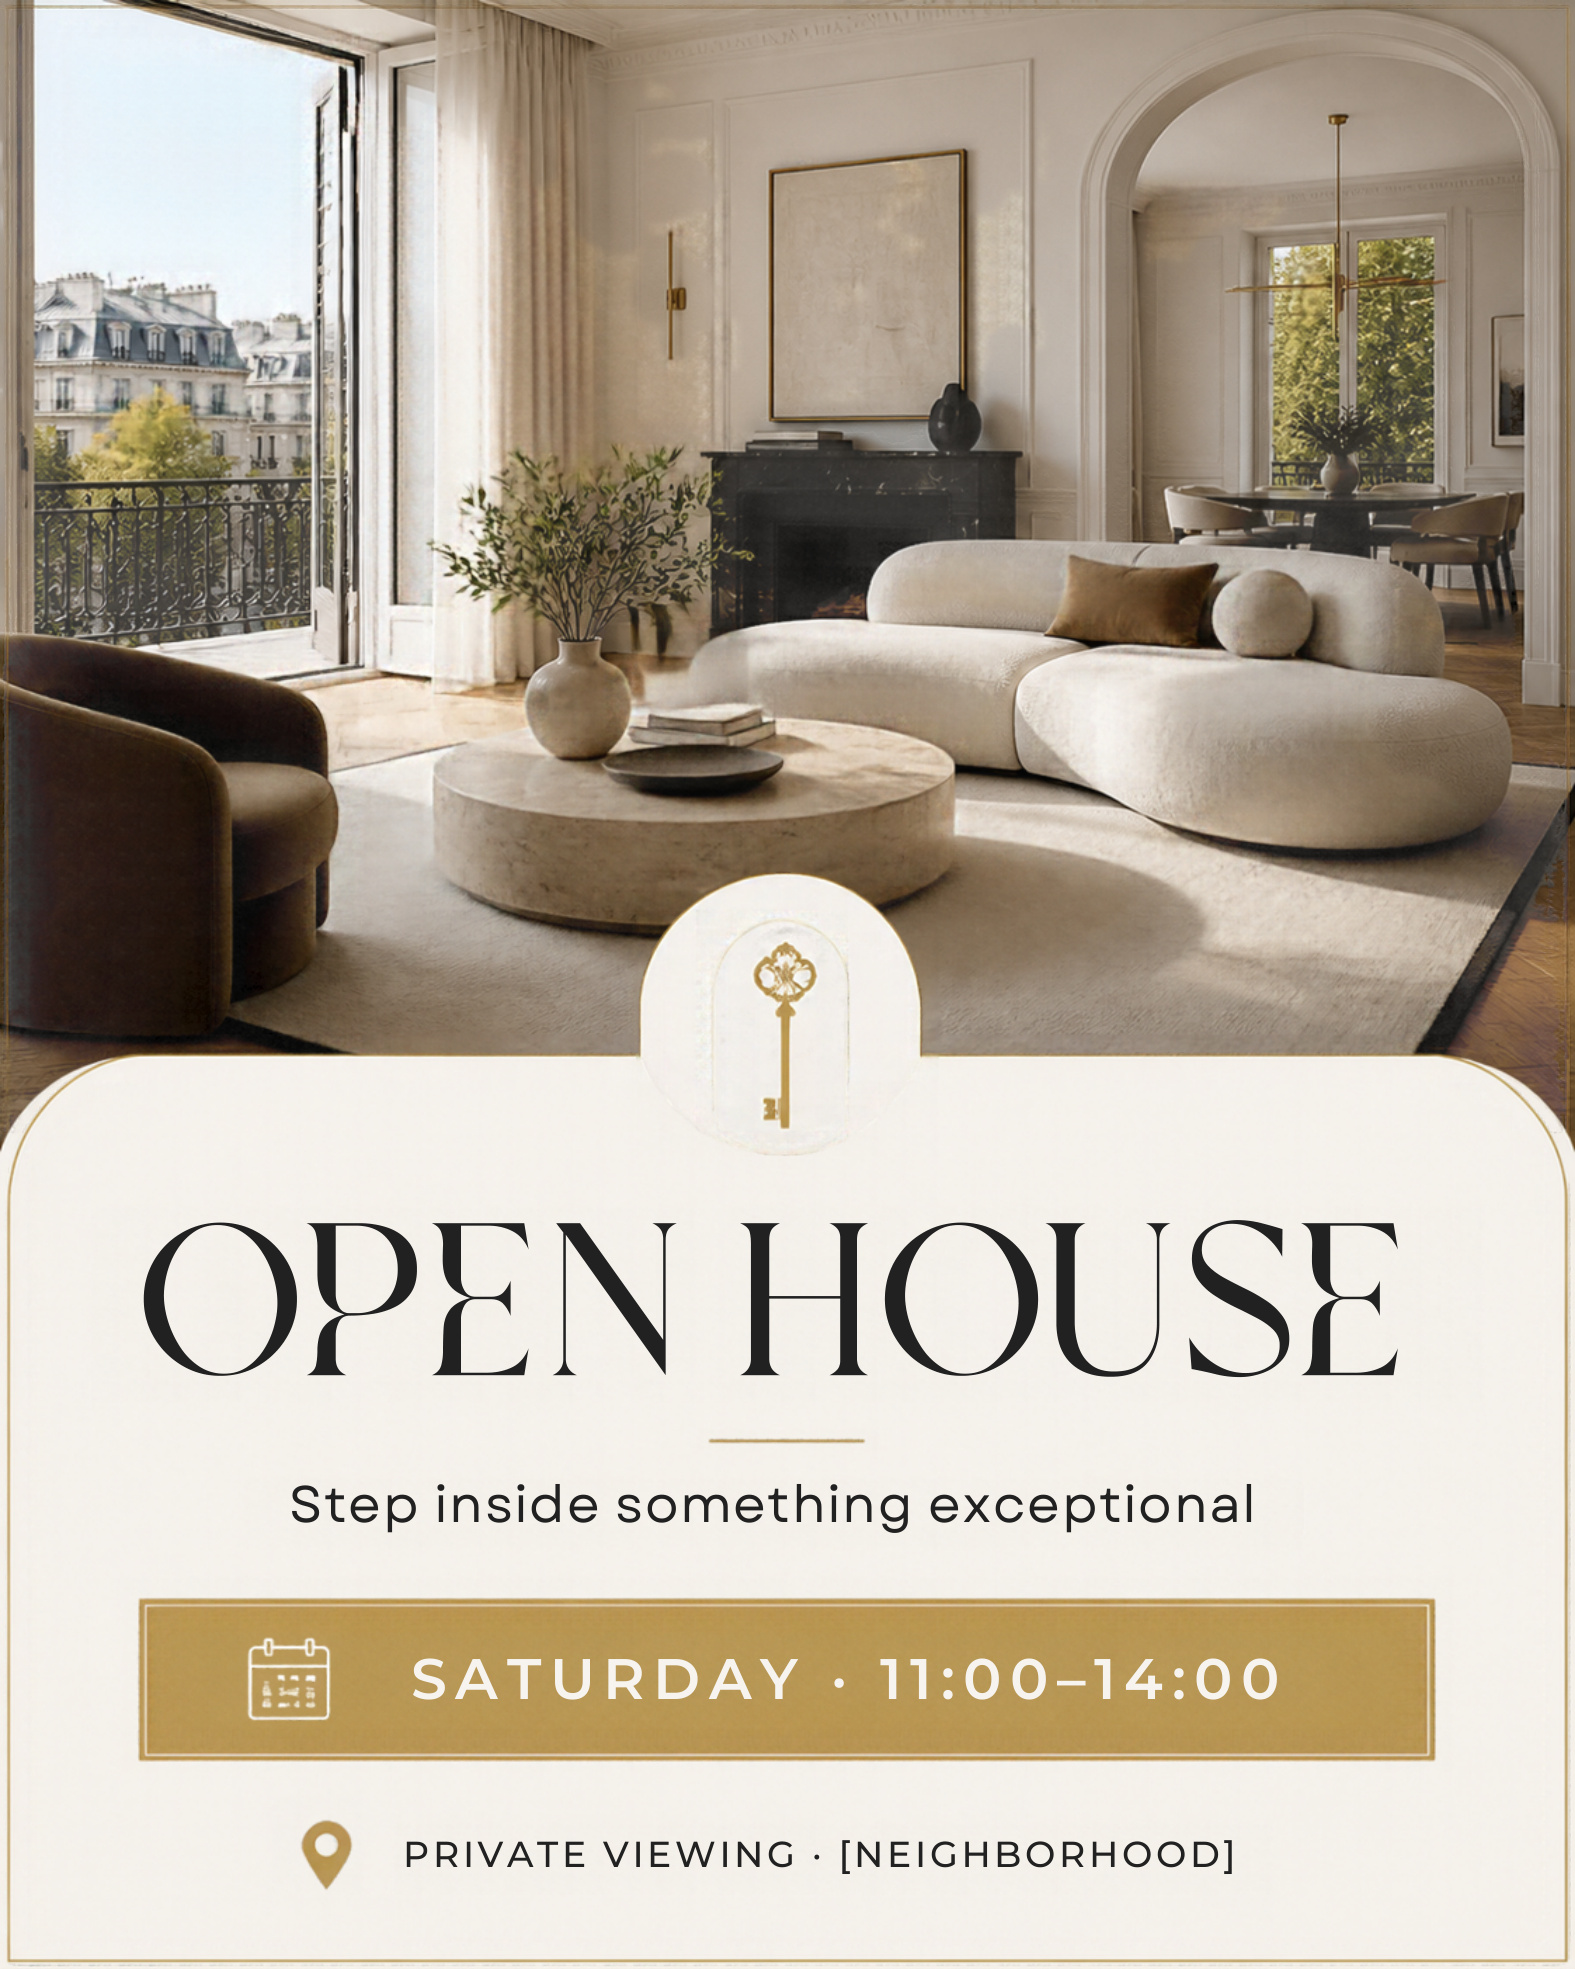 OPEN HOUSE
Step inside something exceptional
SATURDAY · 11:00–14:00
PRIVATE VIEWING · [NEIGHBORHOOD]